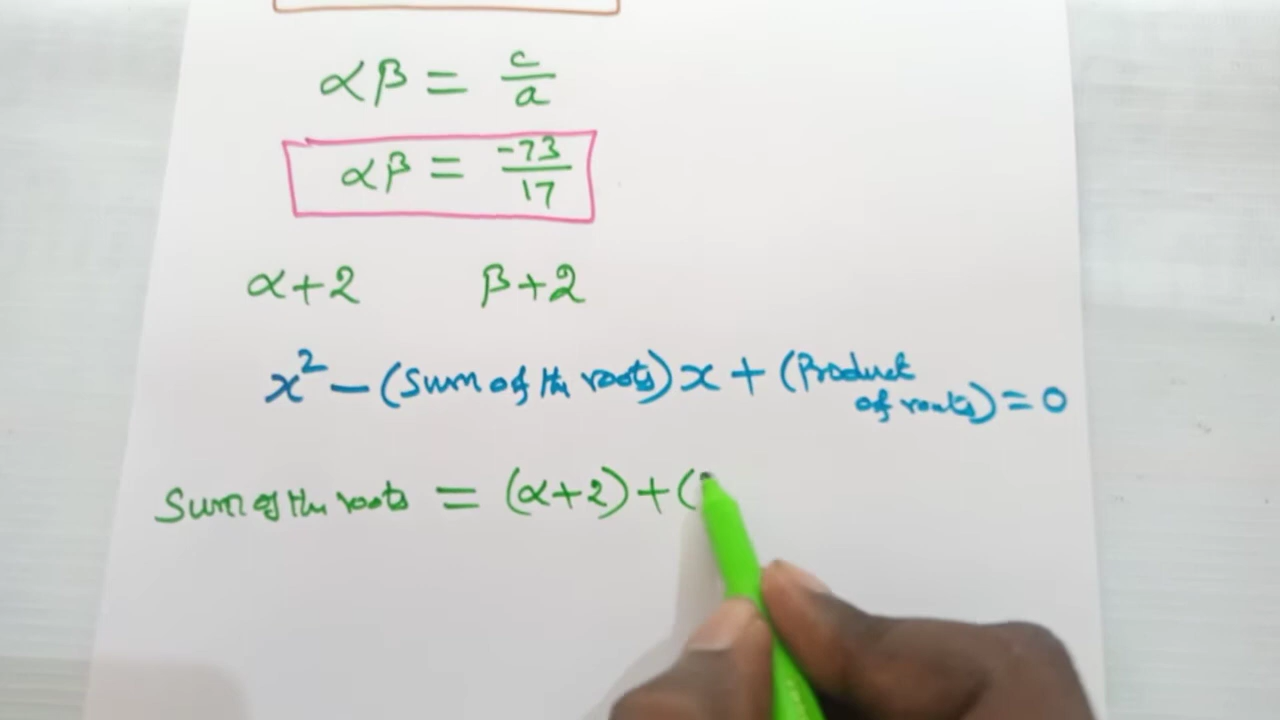 αβ = c/a
αβ = -73/17
α+2 β+2
x² - (Sum of the roots)x + (Product
of roots) = 0
Sum of the roots = (α+2)+(